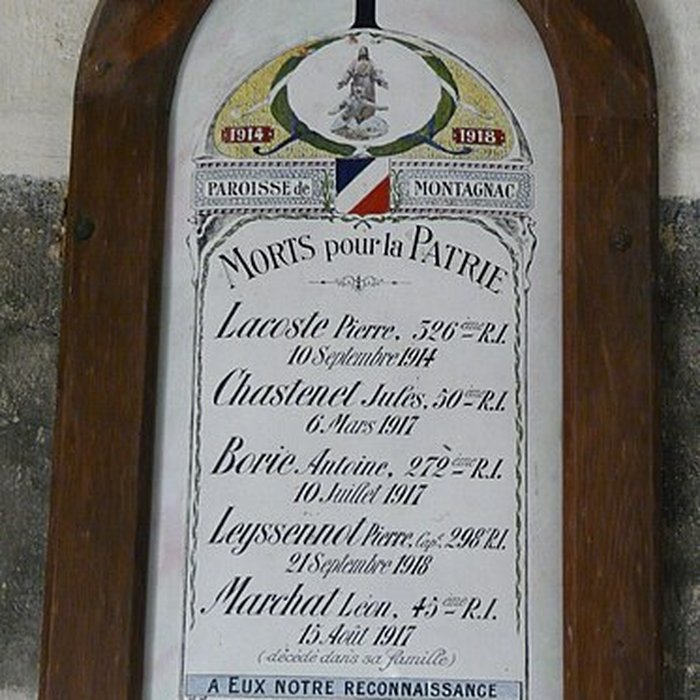 1914 1918
PAROISSE de MONTAGNAC
MORTS pour la PATRIE
Lacoste Pierre, 326ème R.I.
10 Septembre 1914
Chastenet Jules, 50ème R.I.
6 Mars 1917
Borie Antoine, 272ème R.I.
10 Juillet 1917
Leyssennot Pierre, Capl. 298e R.I.
21 Septembre 1918
Marchat Léon, 45ème R.I.
15 Août 1917
(décédé dans sa famille)
A EUX NOTRE RECONNAISSANCE